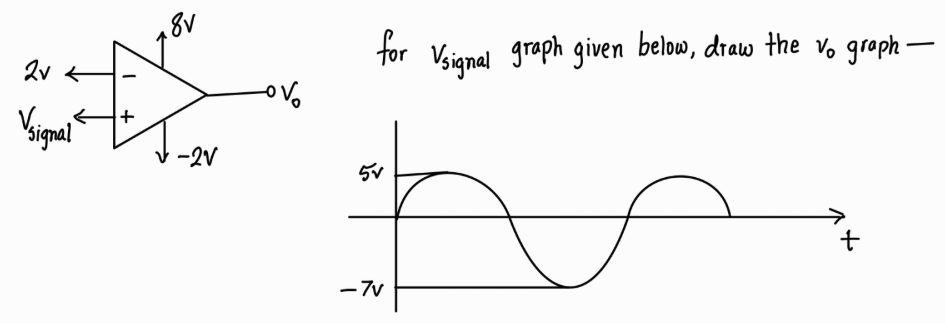 8V
for Vsignal graph given below, draw the vo graph —
2v
−
Vo
Vsignal
+
-2V
5v
t
-7v